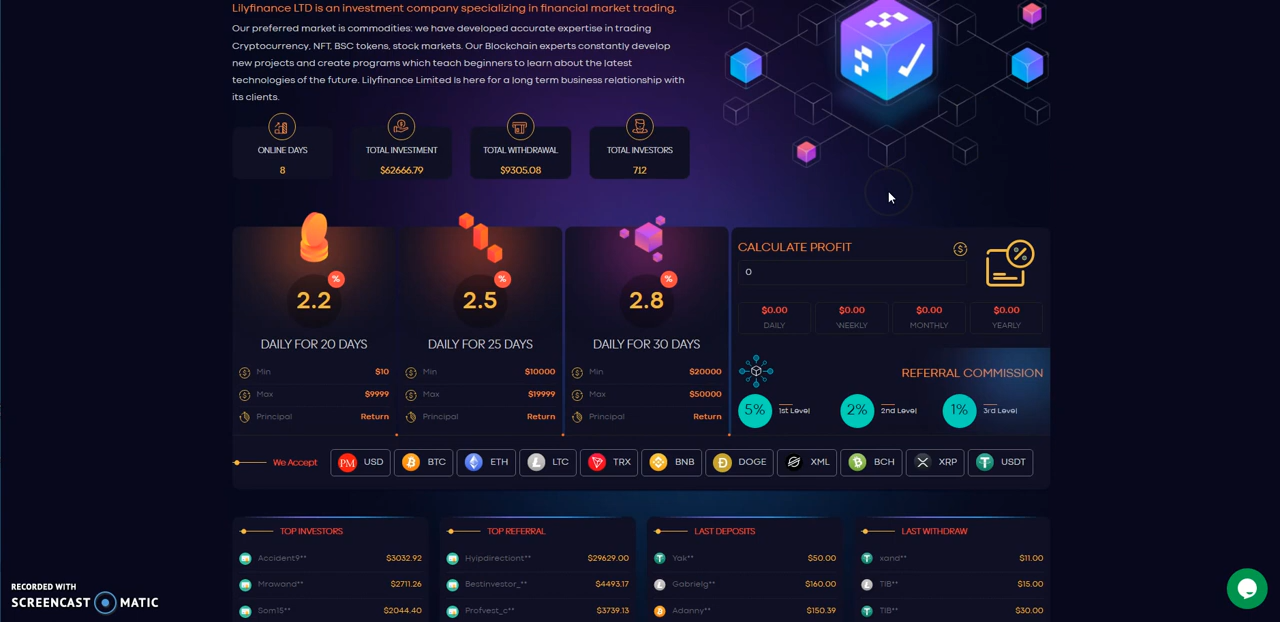 Lilyfinance LTD is an investment company specializing in financial market trading.
Our preferred market is commodities: we have developed accurate expertise in trading
Cryptocurrency, NFT, BSC tokens, stock markets. Our Blockchain experts constantly develop
new projects and create programs which teach beginners to learn about the latest
technologies of the future. Lilyfinance Limited Is here for a long term business relationship with
its clients.
ONLINE DAYS
8
TOTAL INVESTMENT
$62666.79
TOTAL WITHDRAWAL
$9305.08
TOTAL INVESTORS
712
%
2.2
DAILY FOR 20 DAYS
Min $10
Max $9999
Principal Return
%
2.5
DAILY FOR 25 DAYS
Min $10000
Max $19999
Principal Return
%
2.8
DAILY FOR 30 DAYS
Min $20000
Max $50000
Principal Return
CALCULATE PROFIT
0
$0.00
DAILY
$0.00
WEEKLY
$0.00
MONTHLY
$0.00
YEARLY
REFERRAL COMMISSION
5% 1st Level
2% 2nd Level
1% 3rd Level
We Accept
PM USD
BTC
ETH
LTC
TRX
BNB
DOGE
XML
BCH
XRP
USDT
TOP INVESTORS
Accident9** $3032.92
Mrawand** $2711.26
Som15** $2044.40
TOP REFERRAL
Hyipdirectiont** $29629.00
Bestinvestor_** $4493.17
Profvest_c** $3739.13
LAST DEPOSITS
Yak** $50.00
Gabrielg** $160.00
Adanny** $150.39
LAST WITHDRAW
xand** $11.00
TIB** $15.00
TIB** $30.00
RECORDED WITH
SCREENCAST MATIC